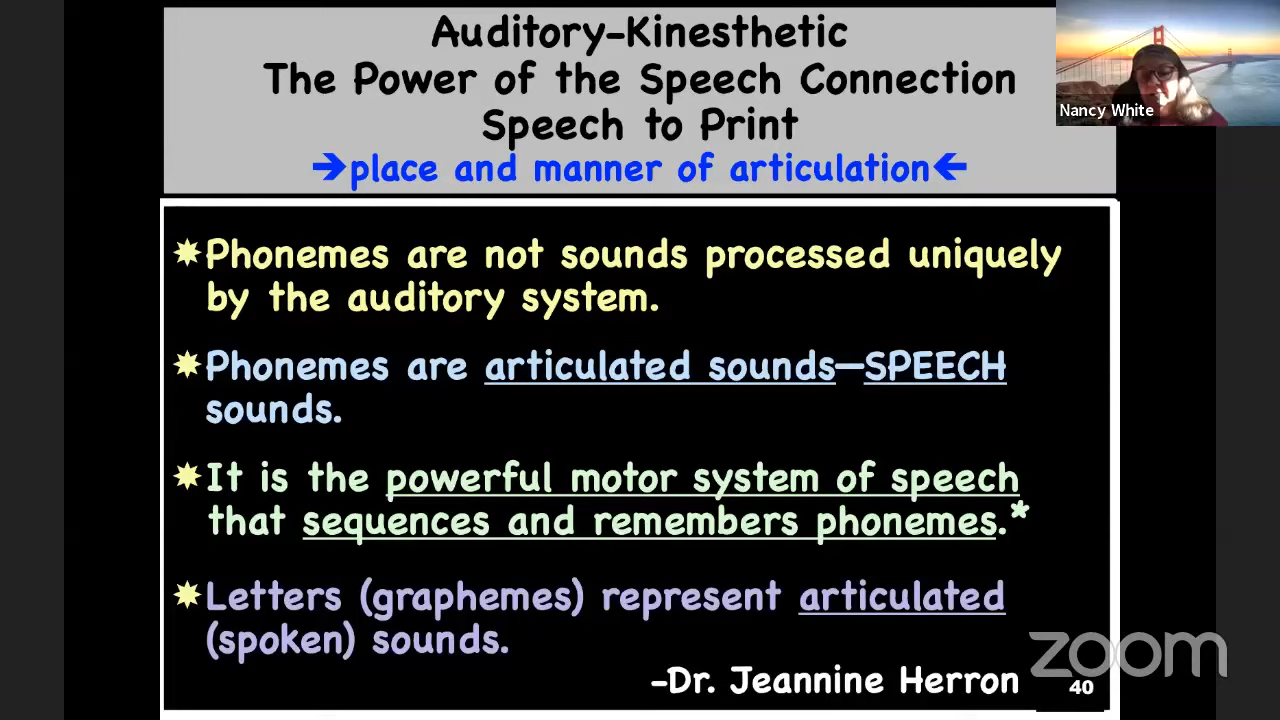 Auditory-Kinesthetic
The Power of the Speech Connection
Speech to Print
→place and manner of articulation←
Nancy White
✷Phonemes are not sounds processed uniquely
by the auditory system.
✷Phonemes are articulated sounds—SPEECH
sounds.
✷It is the powerful motor system of speech
that sequences and remembers phonemes.*
✷Letters (graphemes) represent articulated
(spoken) sounds.
-Dr. Jeannine Herron
zoom
40